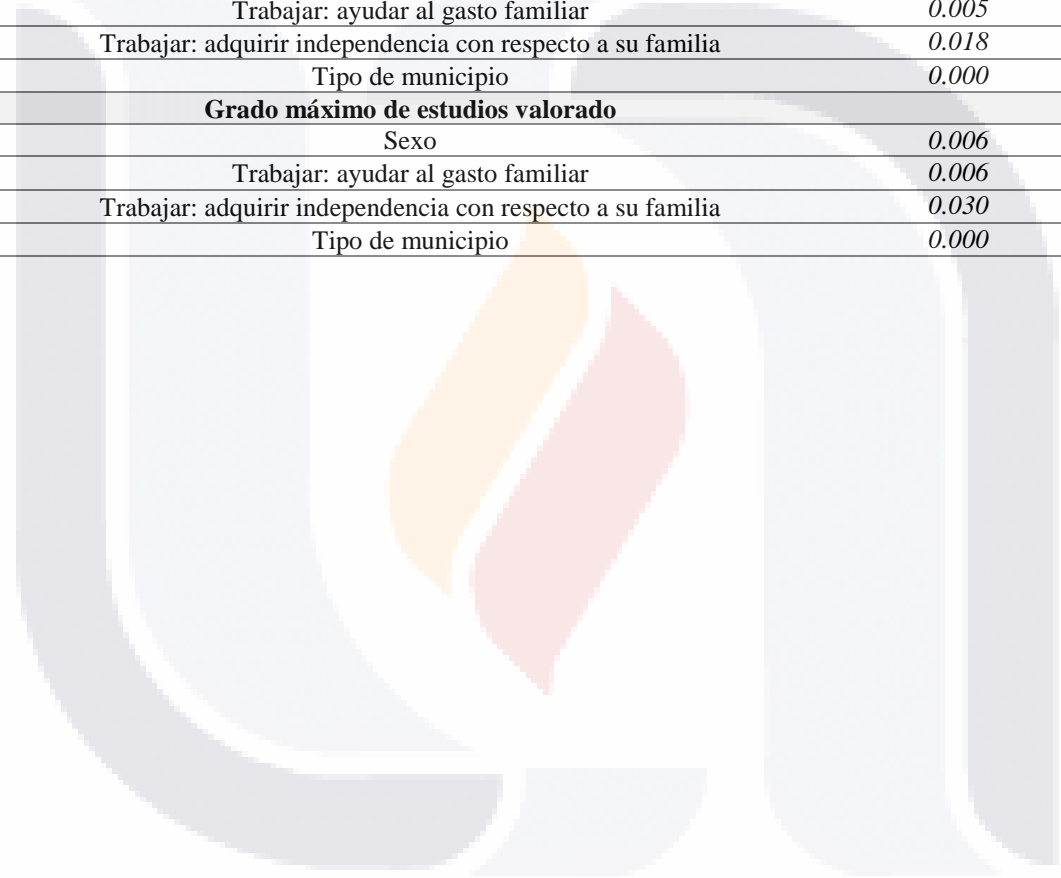 Trabajar: ayudar al gasto familiar 0.005
Trabajar: adquirir independencia con respecto a su familia 0.018
Tipo de municipio 0.000
Grado máximo de estudios valorado
Sexo 0.006
Trabajar: ayudar al gasto familiar 0.006
Trabajar: adquirir independencia con respecto a su familia 0.030
Tipo de municipio 0.000